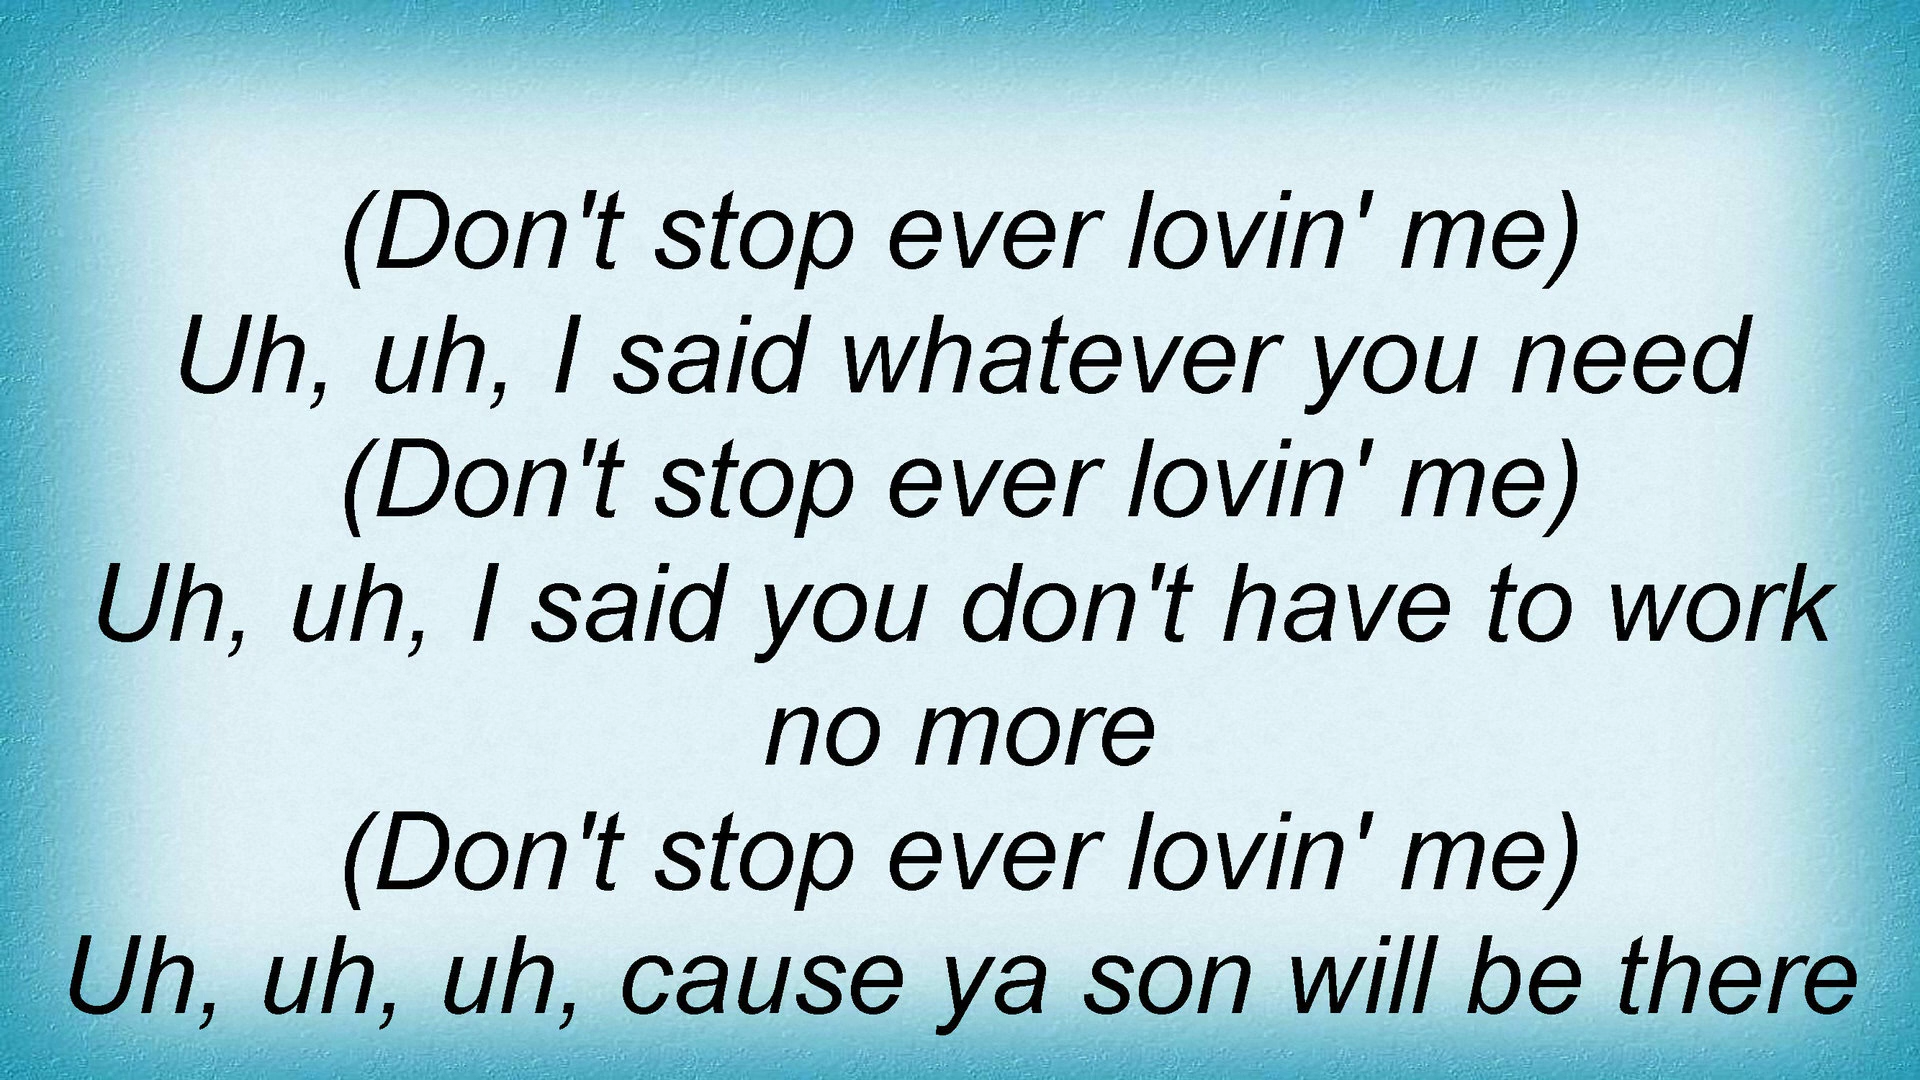 (Don't stop ever lovin' me)
Uh, uh, I said whatever you need
(Don't stop ever lovin' me)
Uh, uh, I said you don't have to work
no more
(Don't stop ever lovin' me)
Uh, uh, uh, cause ya son will be there